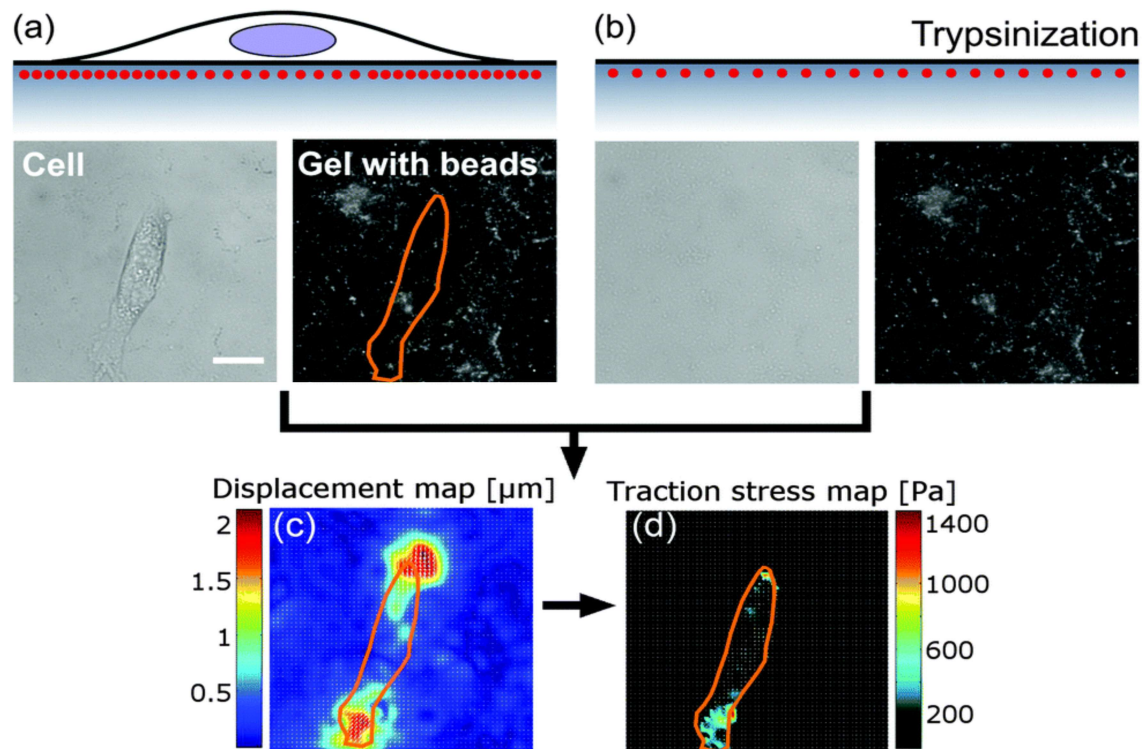 (a)
(b)
Trypsinization
Cell
Gel with beads
Displacement map [µm]
Traction stress map [Pa]
2
1.5
1
0.5
(c)
(d)
1400
1000
600
200